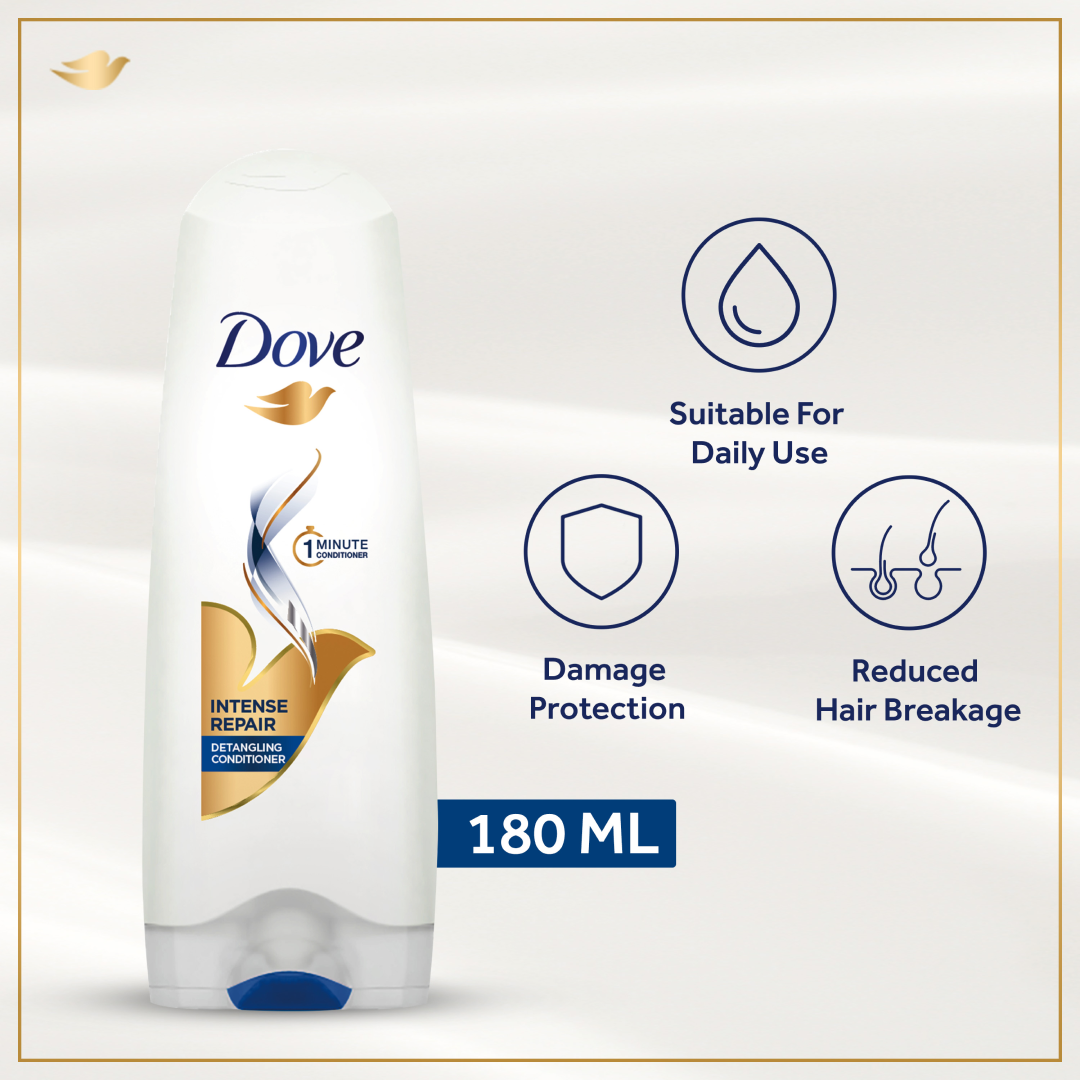 Dove
1 MINUTE
CONDITIONER
INTENSE
REPAIR
DETANGLING
CONDITIONER
Suitable For
Daily Use
Damage
Protection
Reduced
Hair Breakage
180 ML